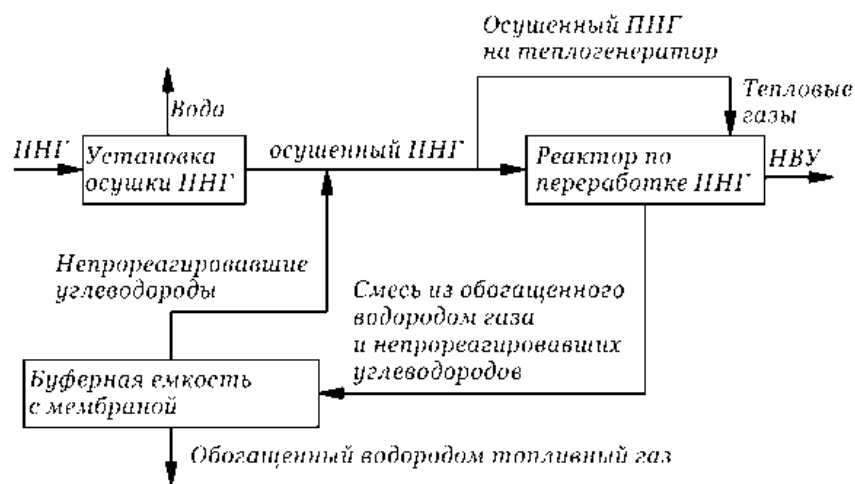 Осушенный ПНГ
на теплогенератор
Тепловые
газы
Вода
ПНГ
Установка
осушки ПНГ
осушенный ПНГ
Реактор по
переработке ПНГ
НВУ
Непрореагировавшие
углеводороды
Смесь из обогащенного
водородом газа
и непрореагировавших
углеводородов
Буферная емкость
с мембраной
Обогащенный водородом топливный газ